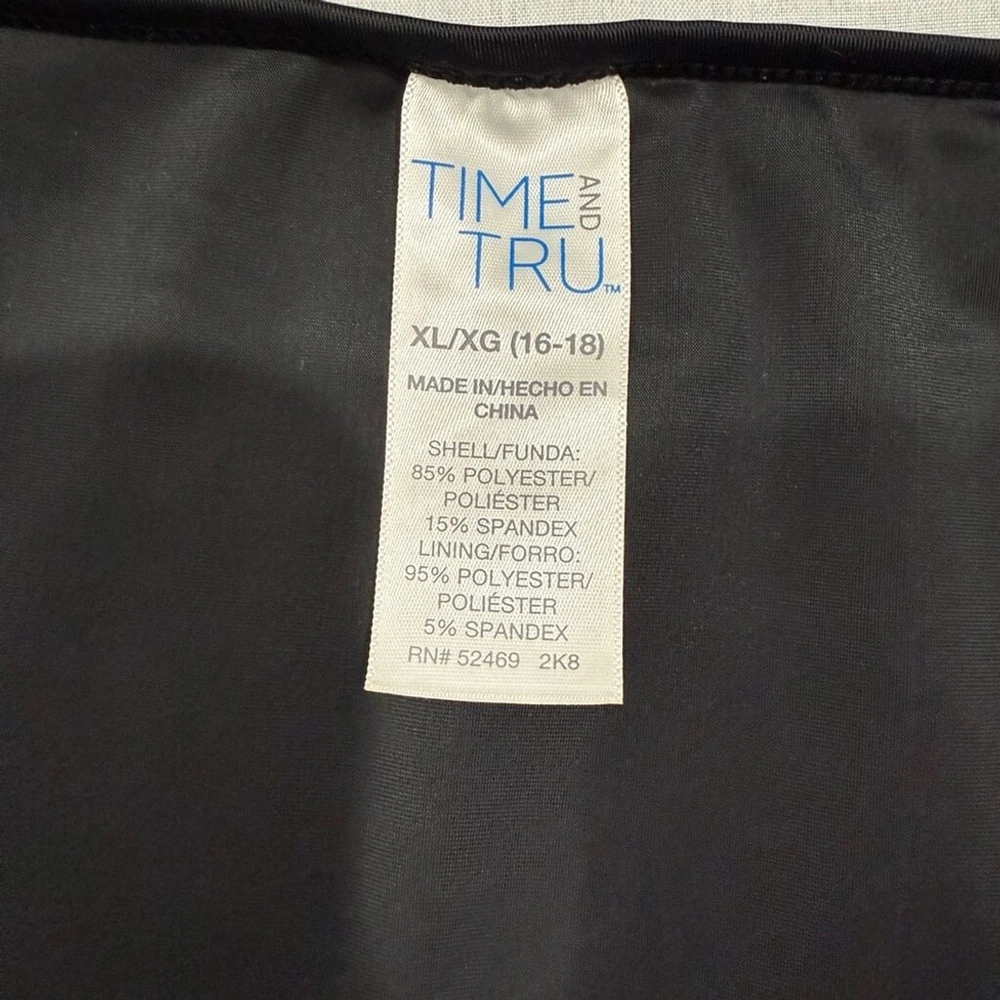 TIME AND
TRU™
XL/XG (16-18)
MADE IN/HECHO EN
CHINA
SHELL/FUNDA:
85% POLYESTER/
POLIÉSTER
15% SPANDEX
LINING/FORRO:
95% POLYESTER/
POLIÉSTER
5% SPANDEX
RN# 52469 2K8